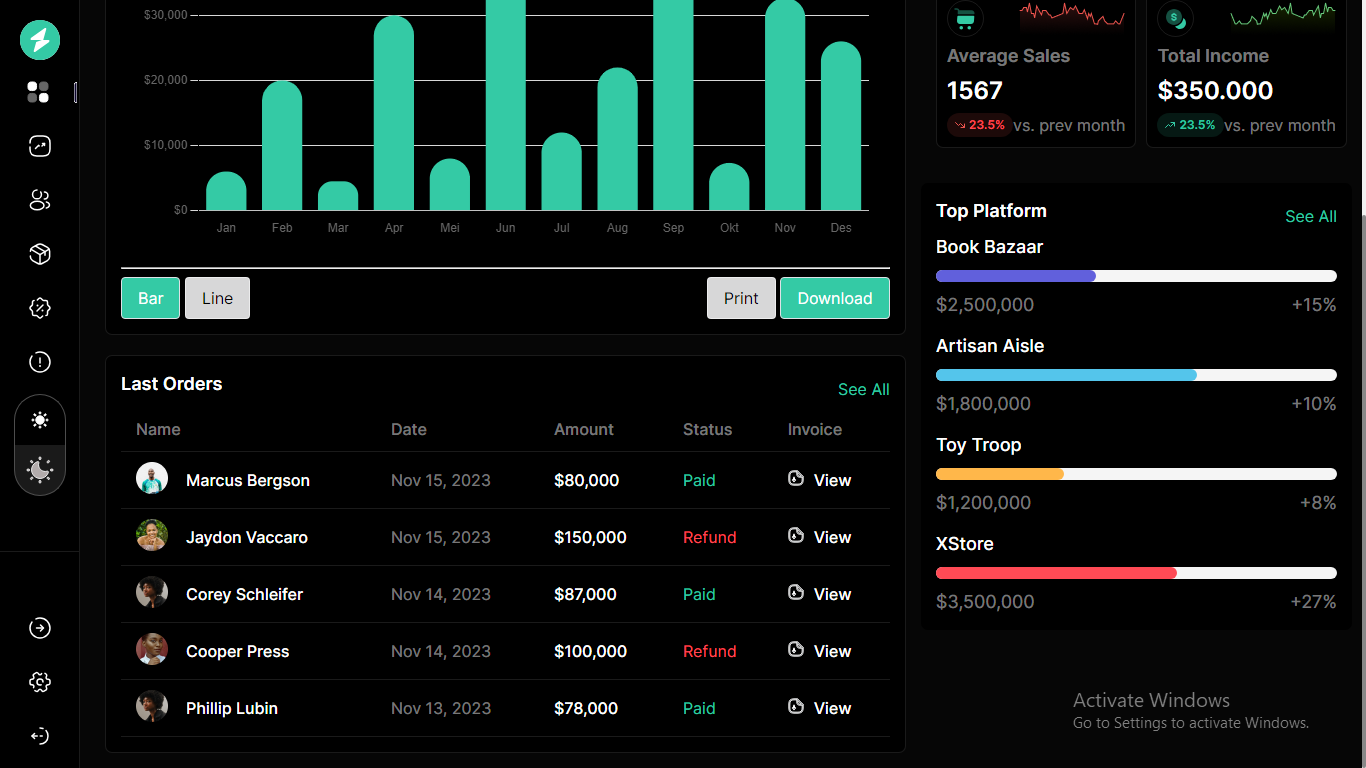 $30,000
$20,000
$10,000
$0
Jan Feb Mar Apr Mei Jun Jul Aug Sep Okt Nov Des
Bar Line Print Download
Average Sales
1567
23.5% vs. prev month
Total Income
$350.000
23.5% vs. prev month
Last Orders
See All
Name Date Amount Status Invoice
Marcus Bergson Nov 15, 2023 $80,000 Paid View
Jaydon Vaccaro Nov 15, 2023 $150,000 Refund View
Corey Schleifer Nov 14, 2023 $87,000 Paid View
Cooper Press Nov 14, 2023 $100,000 Refund View
Phillip Lubin Nov 13, 2023 $78,000 Paid View
Top Platform
See All
Book Bazaar
$2,500,000 +15%
Artisan Aisle
$1,800,000 +10%
Toy Troop
$1,200,000 +8%
XStore
$3,500,000 +27%
Activate Windows
Go to Settings to activate Windows.